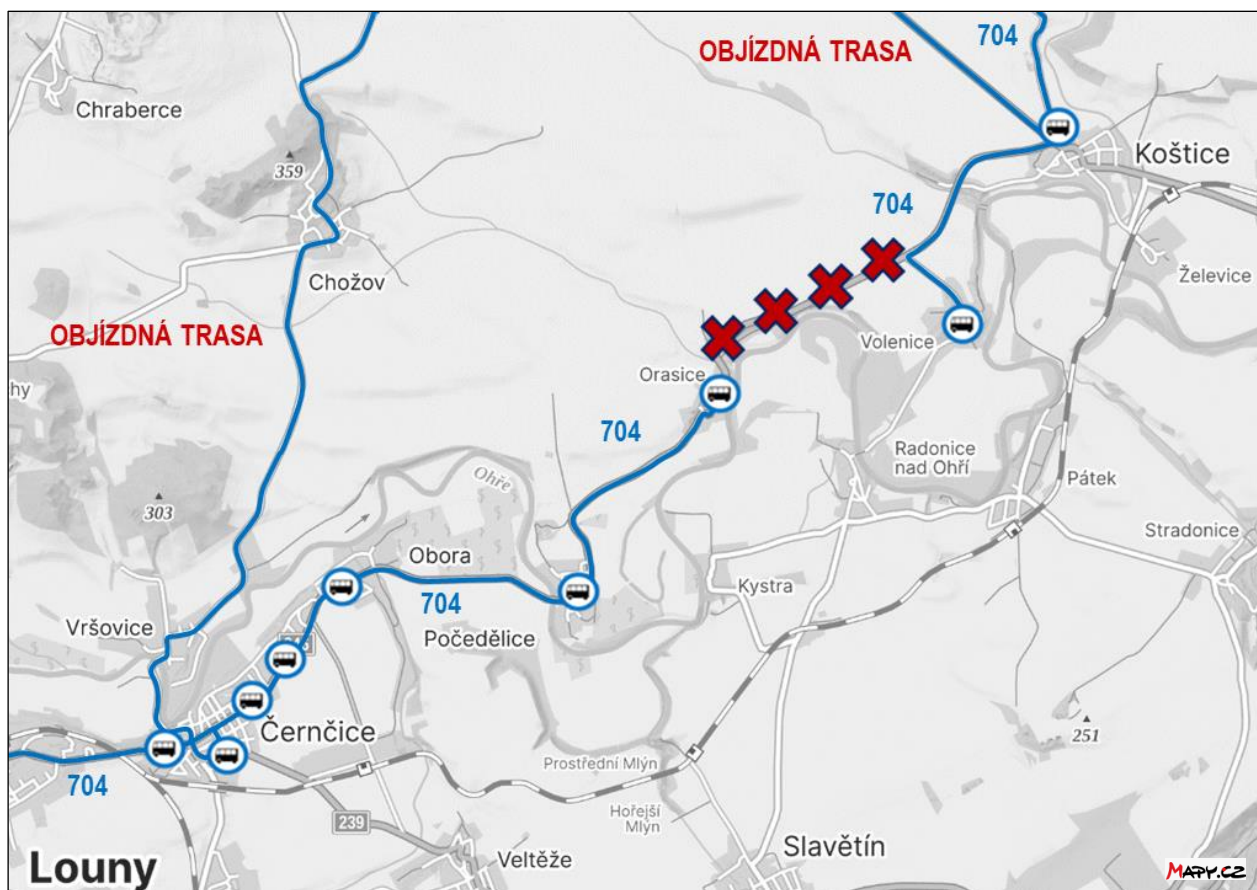 704
OBJÍZDNÁ TRASA
Chraberce
359
Koštice
704
Chožov
Želevice
OBJÍZDNÁ TRASA
Volenice
Orasice
hy
704
Radonice
nad Ohří
Pátek
Ohře
303
Stradonice
Obora
Kystra
704
Vršovice
Počedělice
Černčice
251
Prostřední Mlýn
704
Hořejší
Mlýn
239
Louny
Veltěže
Slavětín
Mapy.cz